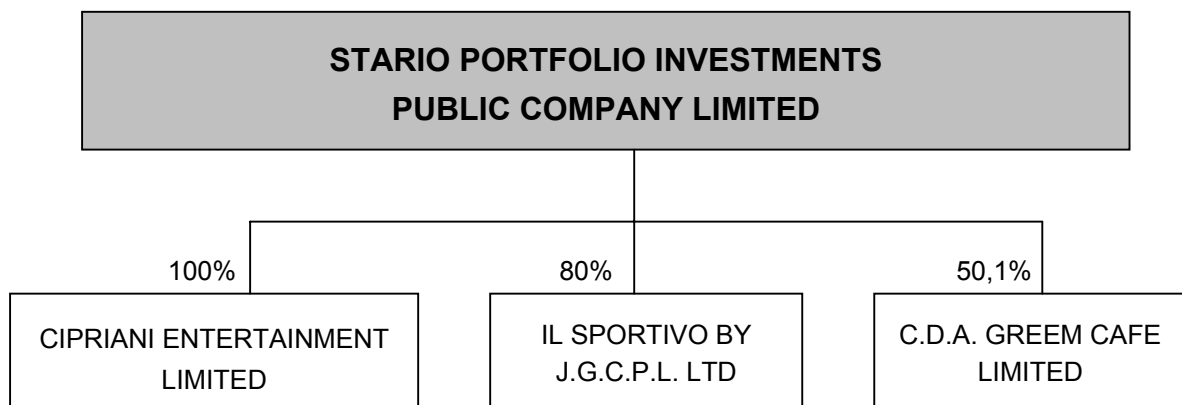 STARIO PORTFOLIO INVESTMENTS
PUBLIC COMPANY LIMITED
100%
80%
50,1%
CIPRIANI ENTERTAINMENT
LIMITED
IL SPORTIVO BY
J.G.C.P.L. LTD
C.D.A. GREEM CAFE
LIMITED